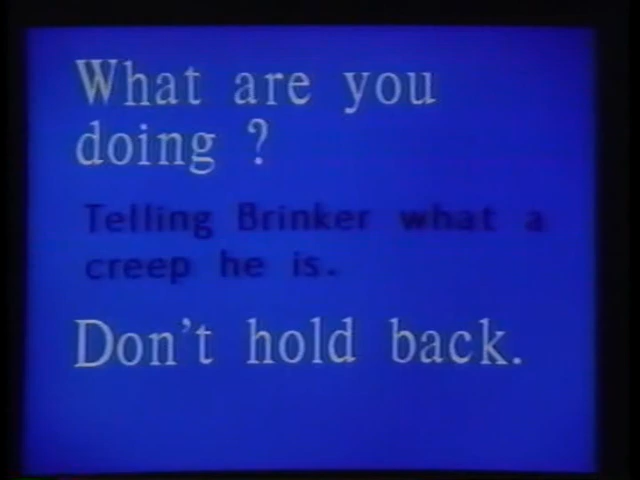 What are you
doing ?
Telling Brinker what a
creep he is.
Don't hold back.